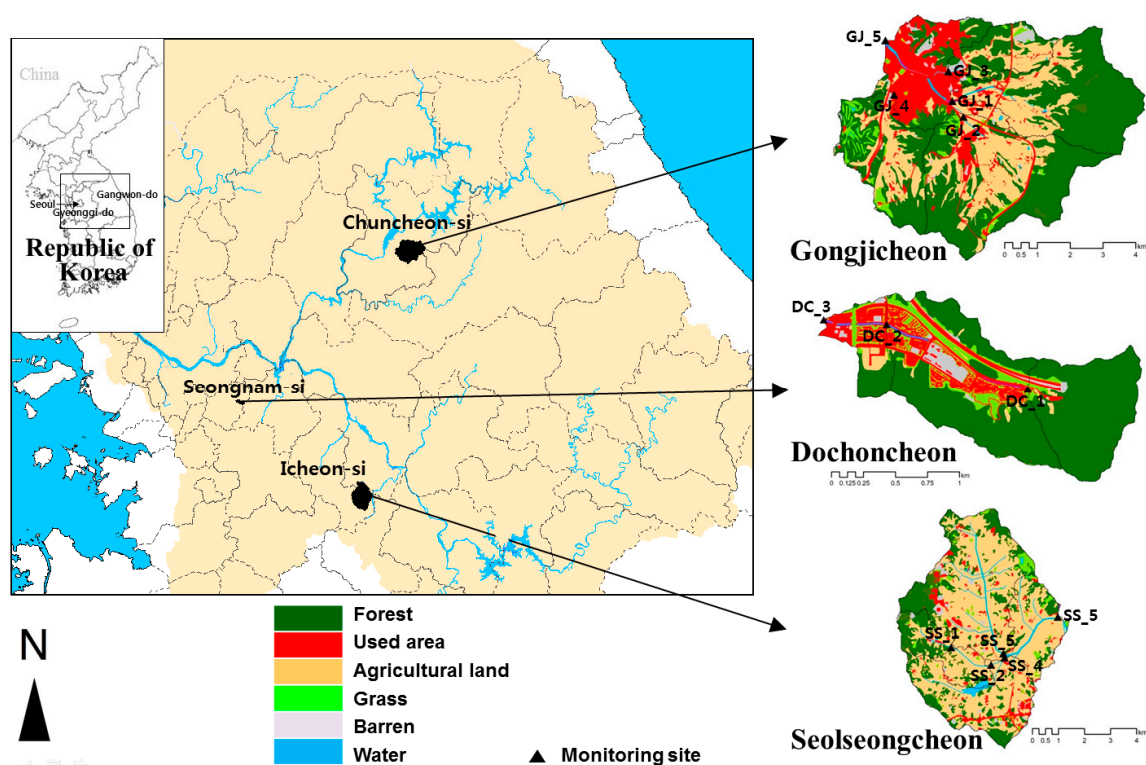 China
Seoul
Gangwon-do
Gyeonggi-do
Republic of
Korea
Chuncheon-si
Seongnam-si
Icheon-si
GJ_5
GJ_3
GJ_4
GJ_1
GJ_2
Gongjicheon
0 0.5 1 2 3 4
km
DC_3
DC_2
DC_1
Dochoncheon
0 0.125 0.25 0.5 0.75 1
km
SS_1
SS_5
SS_5
SS_4
SS_2
Seolseongcheon
0 0.5 1 2 3 4
km
N
Forest
Used area
Agricultural land
Grass
Barren
Water
Monitoring site